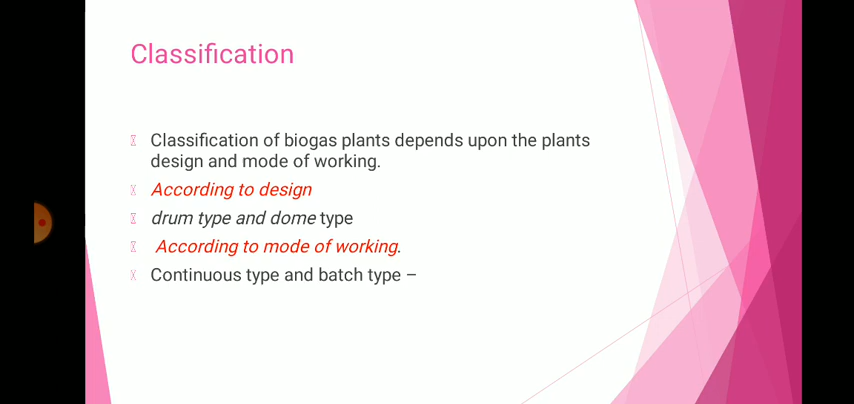 Classification
Classification of biogas plants depends upon the plants
design and mode of working.
According to design
drum type and dome type
According to mode of working.
Continuous type and batch type –